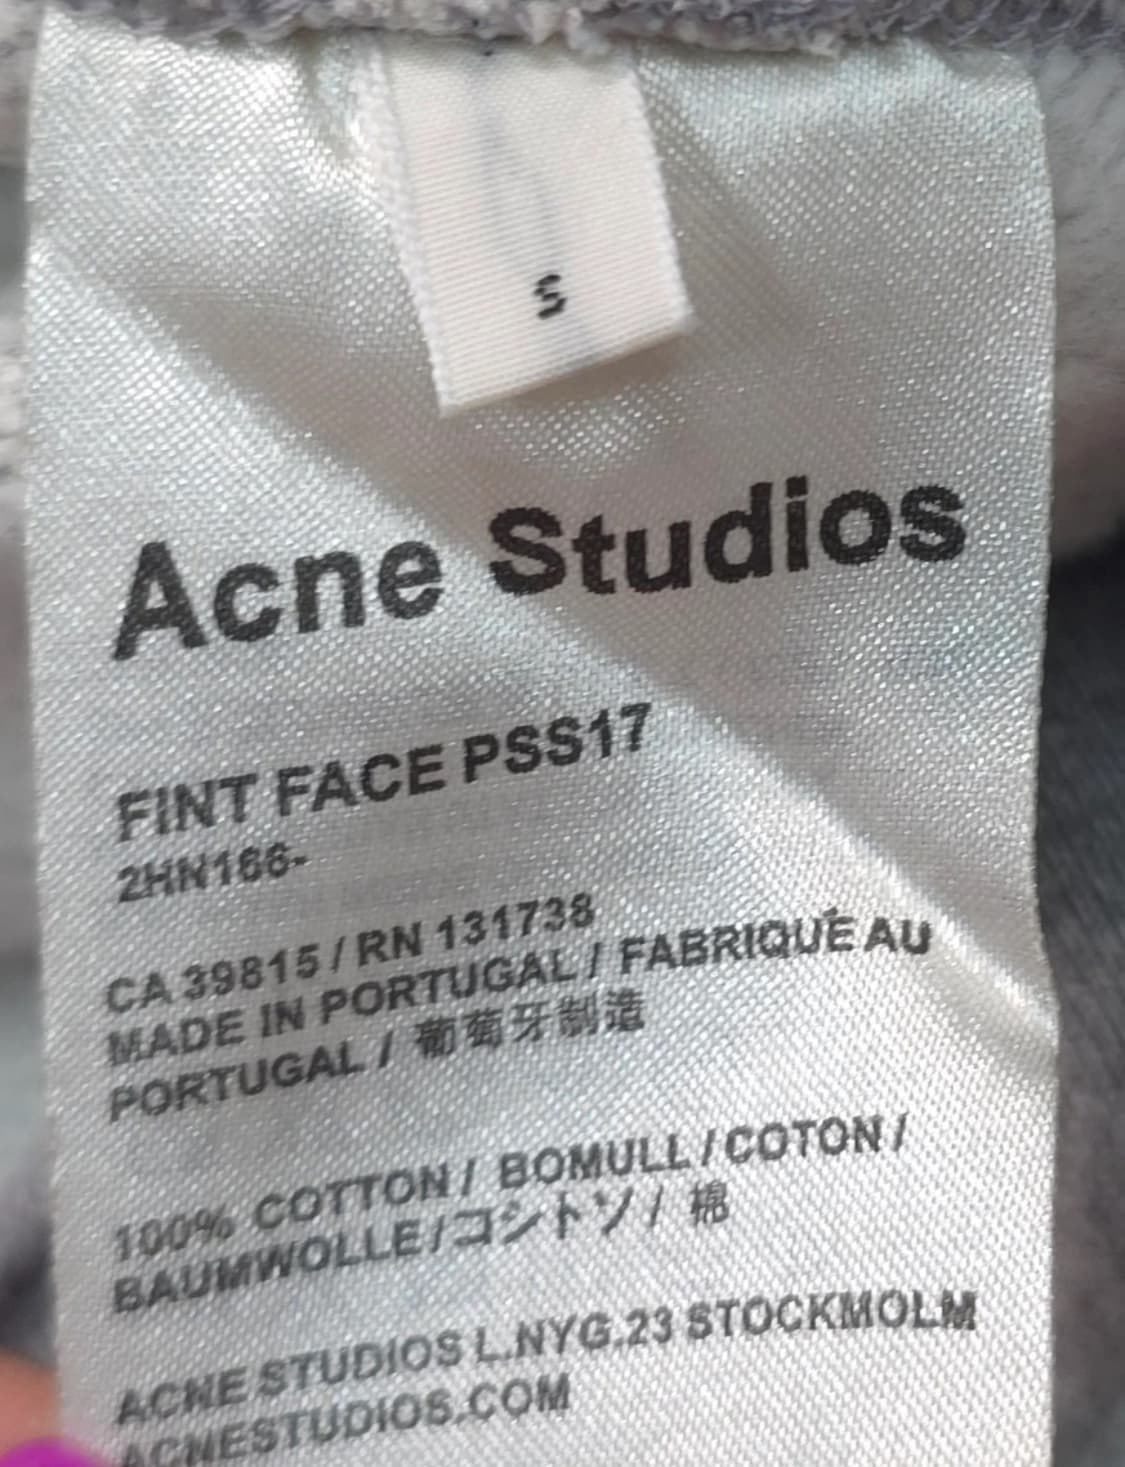 S
Acne Studios
FINT FACE PSS17
2HN166-
CA 39815 / RN 131738
MADE IN PORTUGAL / FABRIQUÉ AU
PORTUGAL / 葡萄牙制造
100% COTTON / BOMULL / COTON /
BAUMWOLLE / コシトソ / 棉
ACNE STUDIOS L.NYG.23 STOCKMOLM
ACNESTUDIOS.COM